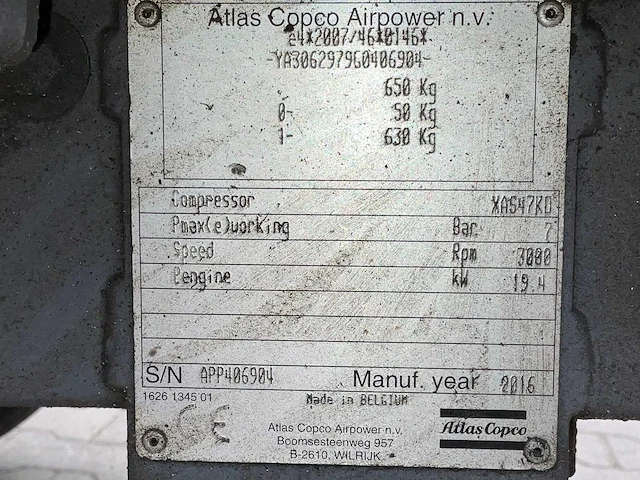 Atlas Copco Airpower n.v.
e4*2007/46*0146*
-YA306297960406904-
650 Kg
0- 50 Kg
1- 630 Kg
Compressor XAS47KD
Pmax(e)working Bar 7
Speed Rpm 3000
Pengine kW 19.4
S/N APP406904 Manuf. year 2016
1626 1345 01 Made in BELGIUM
CE
Atlas Copco Airpower n.v.
Boomsesteenweg 957
B-2610, WILRIJK
Atlas Copco